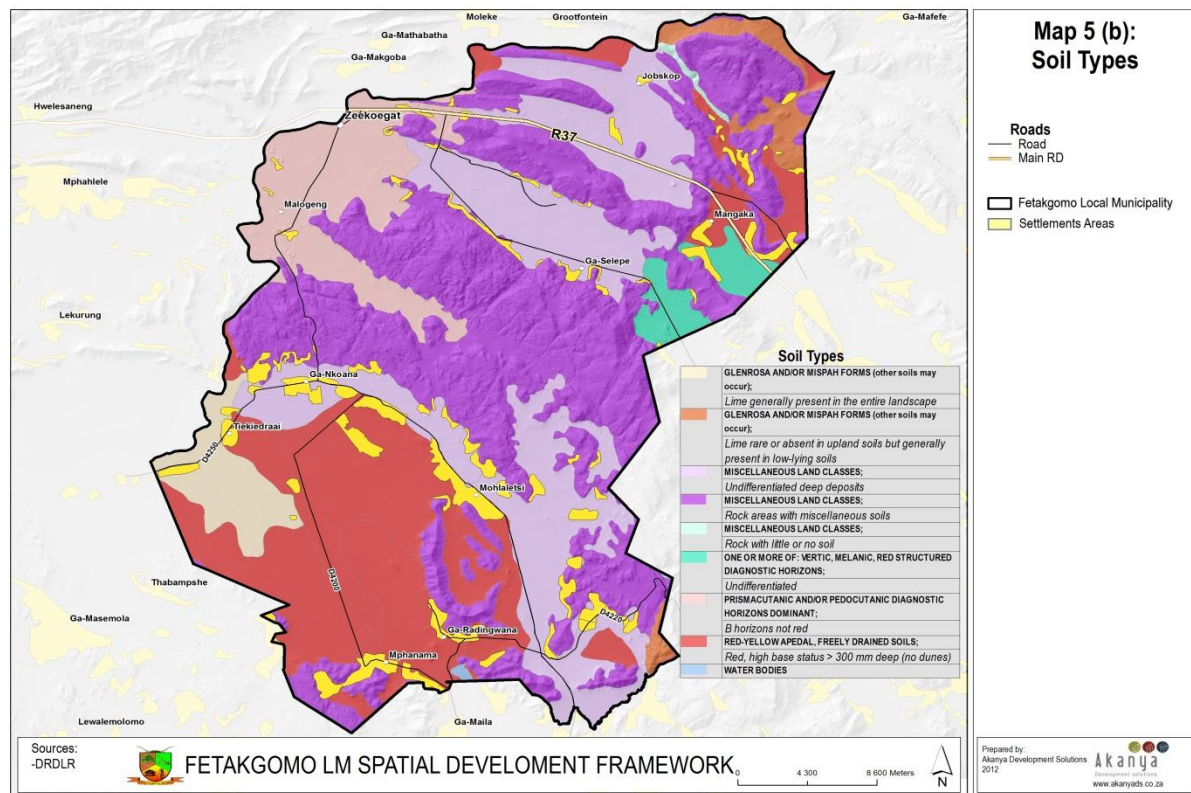 Moleke
Grootfontein
Ga-Mafefe
Ga-Mathabatha
Ga-Makgoba
Jobskop
Hwelesaneng
Zeekoegat
R37
Mphahlele
Malogeng
Mangaka
Ga-Selepe
Lekurung
Ga-Nkoana
Tiekiedraai
D4250
Mohlaletsi
D4200
Thabampshe
Ga-Masemola
D4220
Ga-Radingwana
Mphanama
Lewalemolomo
Ga-Maila
Soil Types
GLENROSA AND/OR MISPAH FORMS (other soils may
occur);
Lime generally present in the entire landscape
GLENROSA AND/OR MISPAH FORMS (other soils may
occur);
Lime rare or absent in upland soils but generally
present in low-lying soils
MISCELLANEOUS LAND CLASSES;
Undifferentiated deep deposits
MISCELLANEOUS LAND CLASSES;
Rock areas with miscellaneous soils
MISCELLANEOUS LAND CLASSES;
Rock with little or no soil
ONE OR MORE OF: VERTIC, MELANIC, RED STRUCTURED
DIAGNOSTIC HORIZONS;
Undifferentiated
PRISMACUTANIC AND/OR PEDOCUTANIC DIAGNOSTIC
HORIZONS DOMINANT;
B horizons not red
RED-YELLOW APEDAL, FREELY DRAINED SOILS;
Red, high base status > 300 mm deep (no dunes)
WATER BODIES
Sources:
-DRDLR
FETAKGOMO LM SPATIAL DEVELOMENT FRAMEWORK
0 4 300 8 600 Meters
N
Map 5 (b):
Soil Types
Roads
Road
Main RD
Fetakgomo Local Municipality
Settlements Areas
Prepared by:
Akanya Development Solutions
2012
Akanya
Development solutions
www.akanyads.co.za